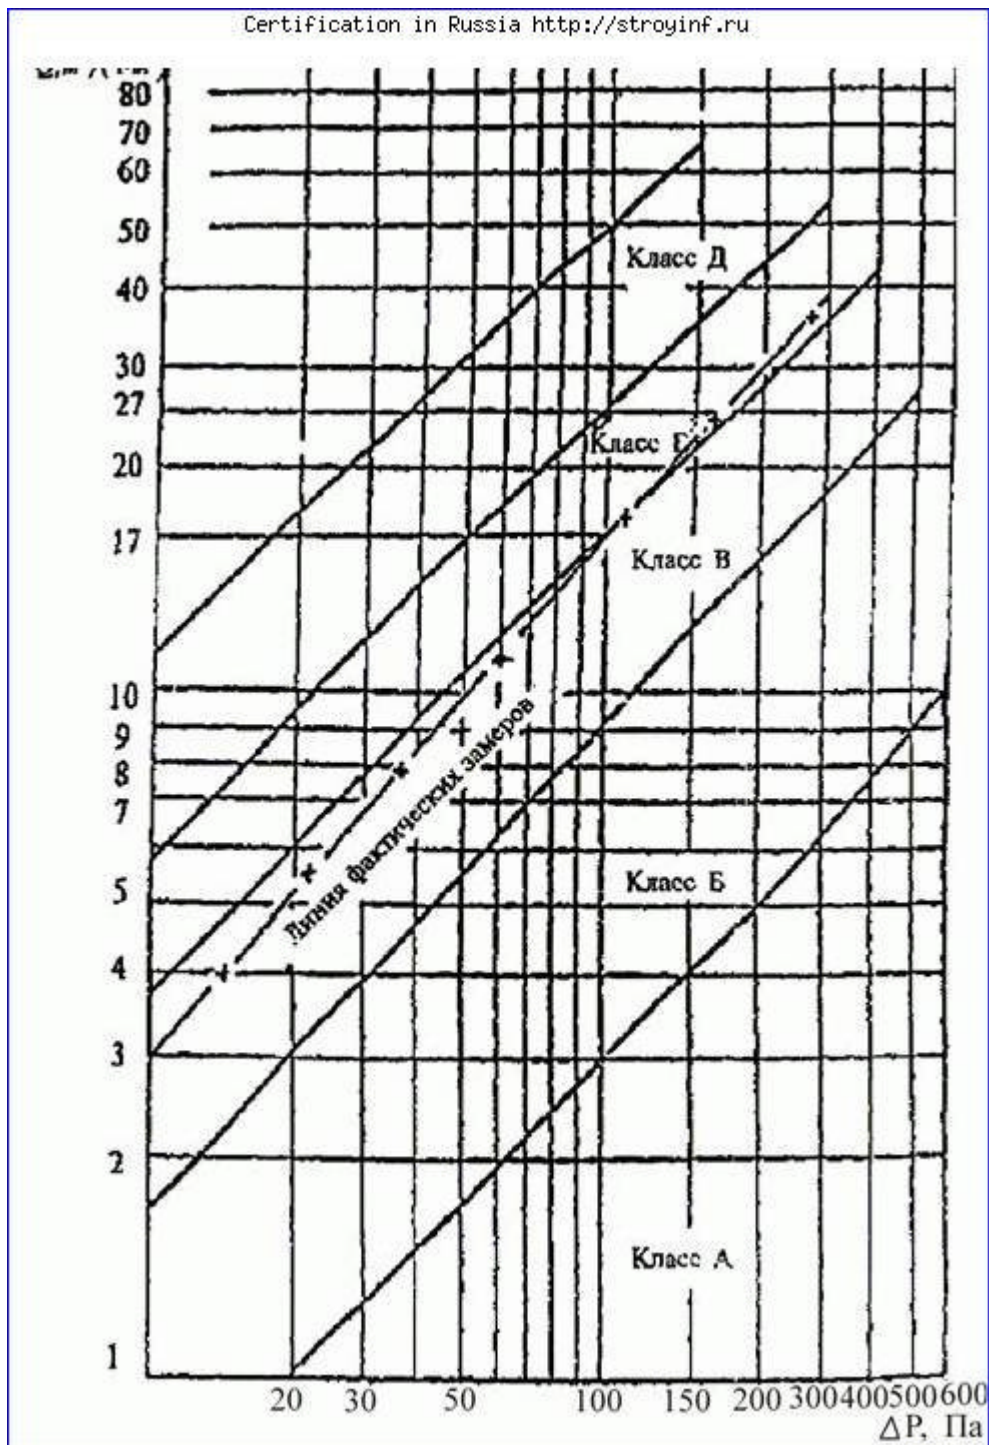 Certification in Russia http://stroyinf.ru
80
70
60
50
40
30
27
20
17
10
9
8
7
5
4
3
2
1
Класс Д
Класс Г
Класс В
Линия фактических замеров
Класс Б
Класс А
20 30 50 100 150 200 300 400 500 600
ΔP, Па